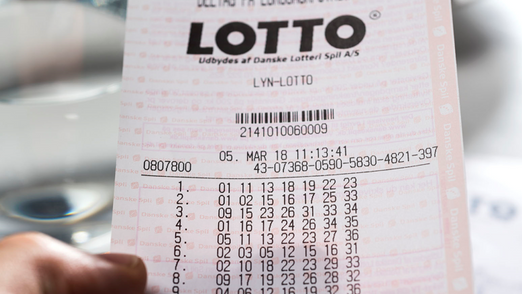 LOTTO®
Udbydes af Danske Lotteri Spil A/S
LYN-LOTTO
2141010060009
05. MAR 18 11:13:41
0807800 43-07368-0590-5830-4821-397
1. 01 11 13 18 19 22 23
2. 01 02 15 16 17 25 33
3. 09 15 23 26 31 33 34
4. 01 16 17 24 26 34 35
5. 05 11 13 22 23 27 36
6. 02 03 05 12 15 16 31
7. 02 10 18 22 23 29 33
8. 09 17 19 23 26 28 32